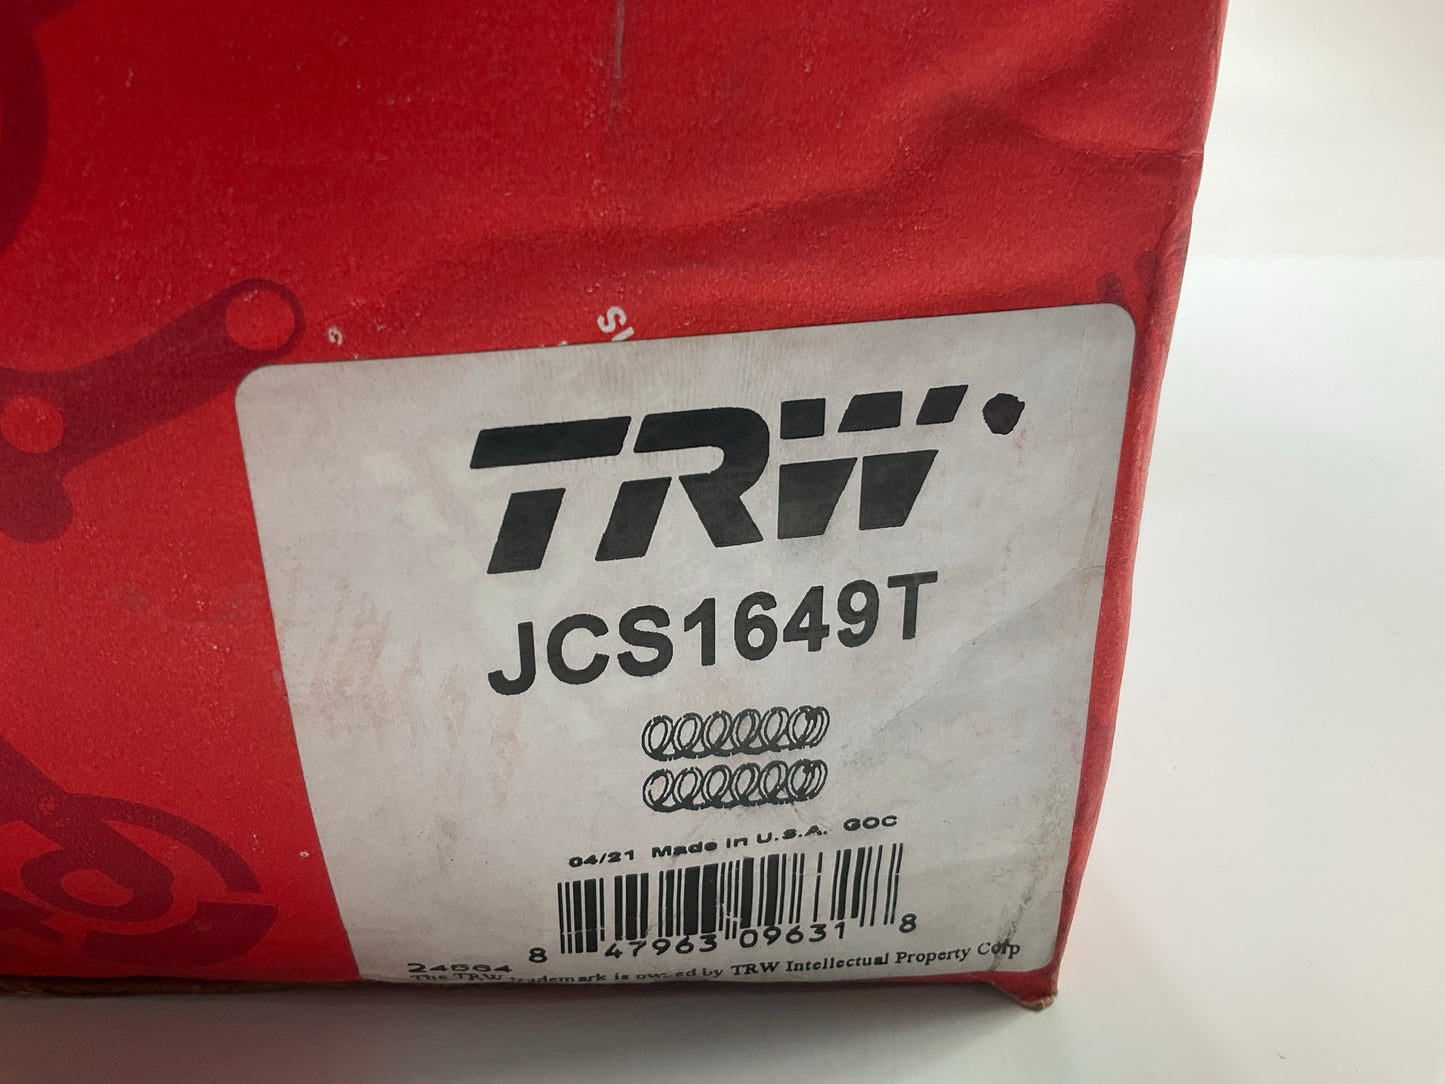 TRW
JCS1649T
04/21 Made in U.S.A. GOC
8 47963 09631 8
24564
The TRW trademark is owned by TRW Intellectual Property Corp